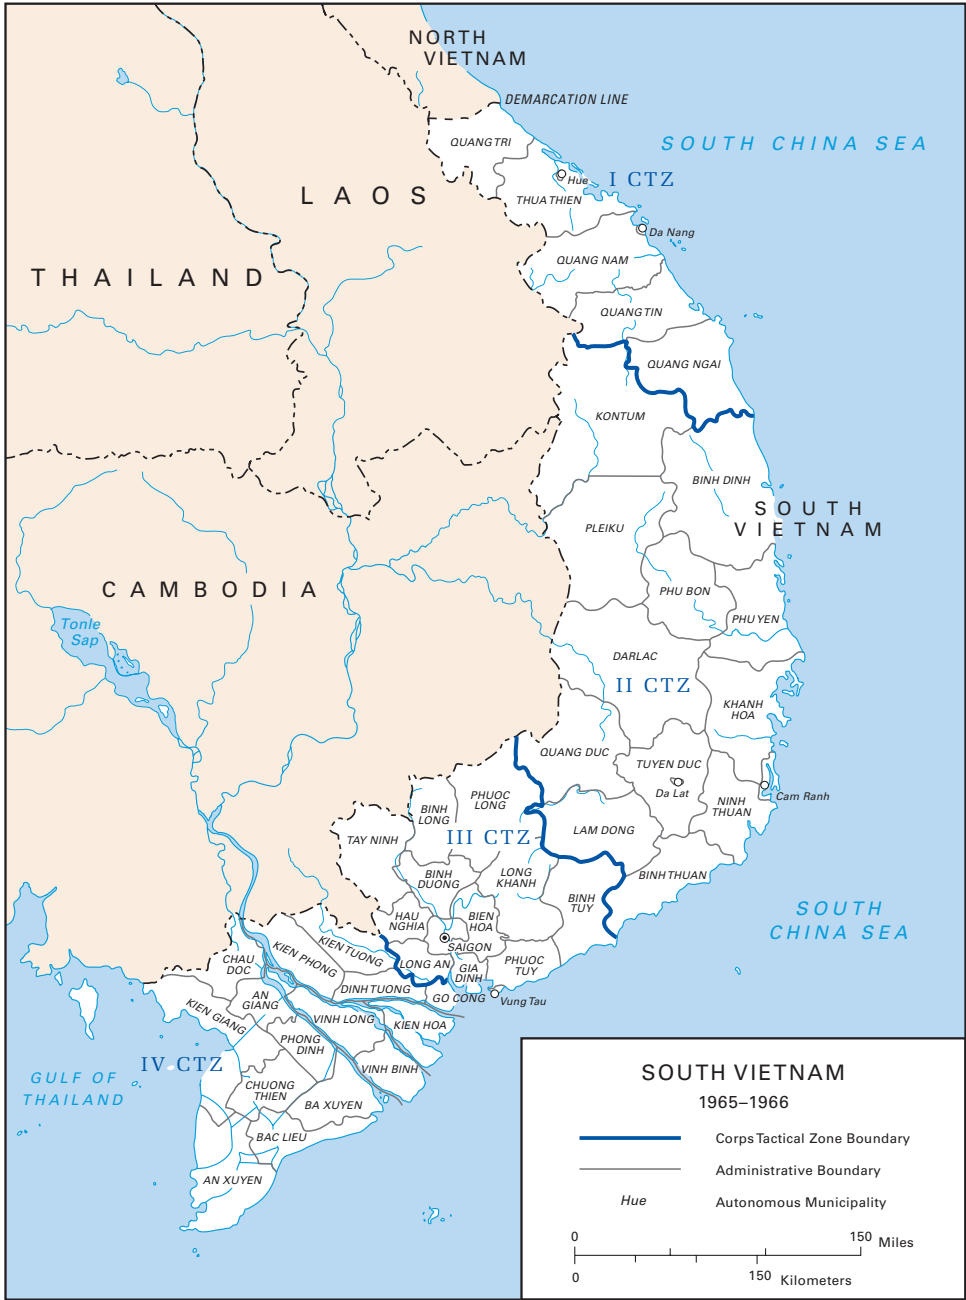 NORTH
VIETNAM
DEMARCATION LINE
SOUTH CHINA SEA
QUANG TRI
Hue
I CTZ
LAOS
THUA THIEN
Da Nang
THAILAND
QUANG NAM
QUANG TIN
QUANG NGAI
KONTUM
BINH DINH
SOUTH
VIETNAM
PLEIKU
CAMBODIA
PHU BON
PHU YEN
Tonle
Sap
DARLAC
II CTZ
KHANH
HOA
QUANG DUC
TUYEN DUC
Da Lat
Cam Ranh
NINH
THUAN
PHUOC
LONG
BINH
LONG
TAY NINH
III CTZ
LAM DONG
BINH THUAN
BINH
DUONG
LONG
KHANH
BINH
TUY
HAU
NGHIA
BIEN
HOA
SAIGON
SOUTH
CHINA SEA
KIEN TUONG
KIEN PHONG
LONG AN
GIA
DINH
PHUOC
TUY
CHAU
DOC
DINH TUONG
GO CONG
Vung Tau
AN
GIANG
KIEN GIANG
VINH LONG
KIEN HOA
PHONG
DINH
IV CTZ
VINH BINH
GULF OF
THAILAND
CHUONG
THIEN
BA XUYEN
BAC LIEU
AN XUYEN
SOUTH VIETNAM
1965–1966
Corps Tactical Zone Boundary
Administrative Boundary
Hue Autonomous Municipality
0 150 Miles
0 150 Kilometers